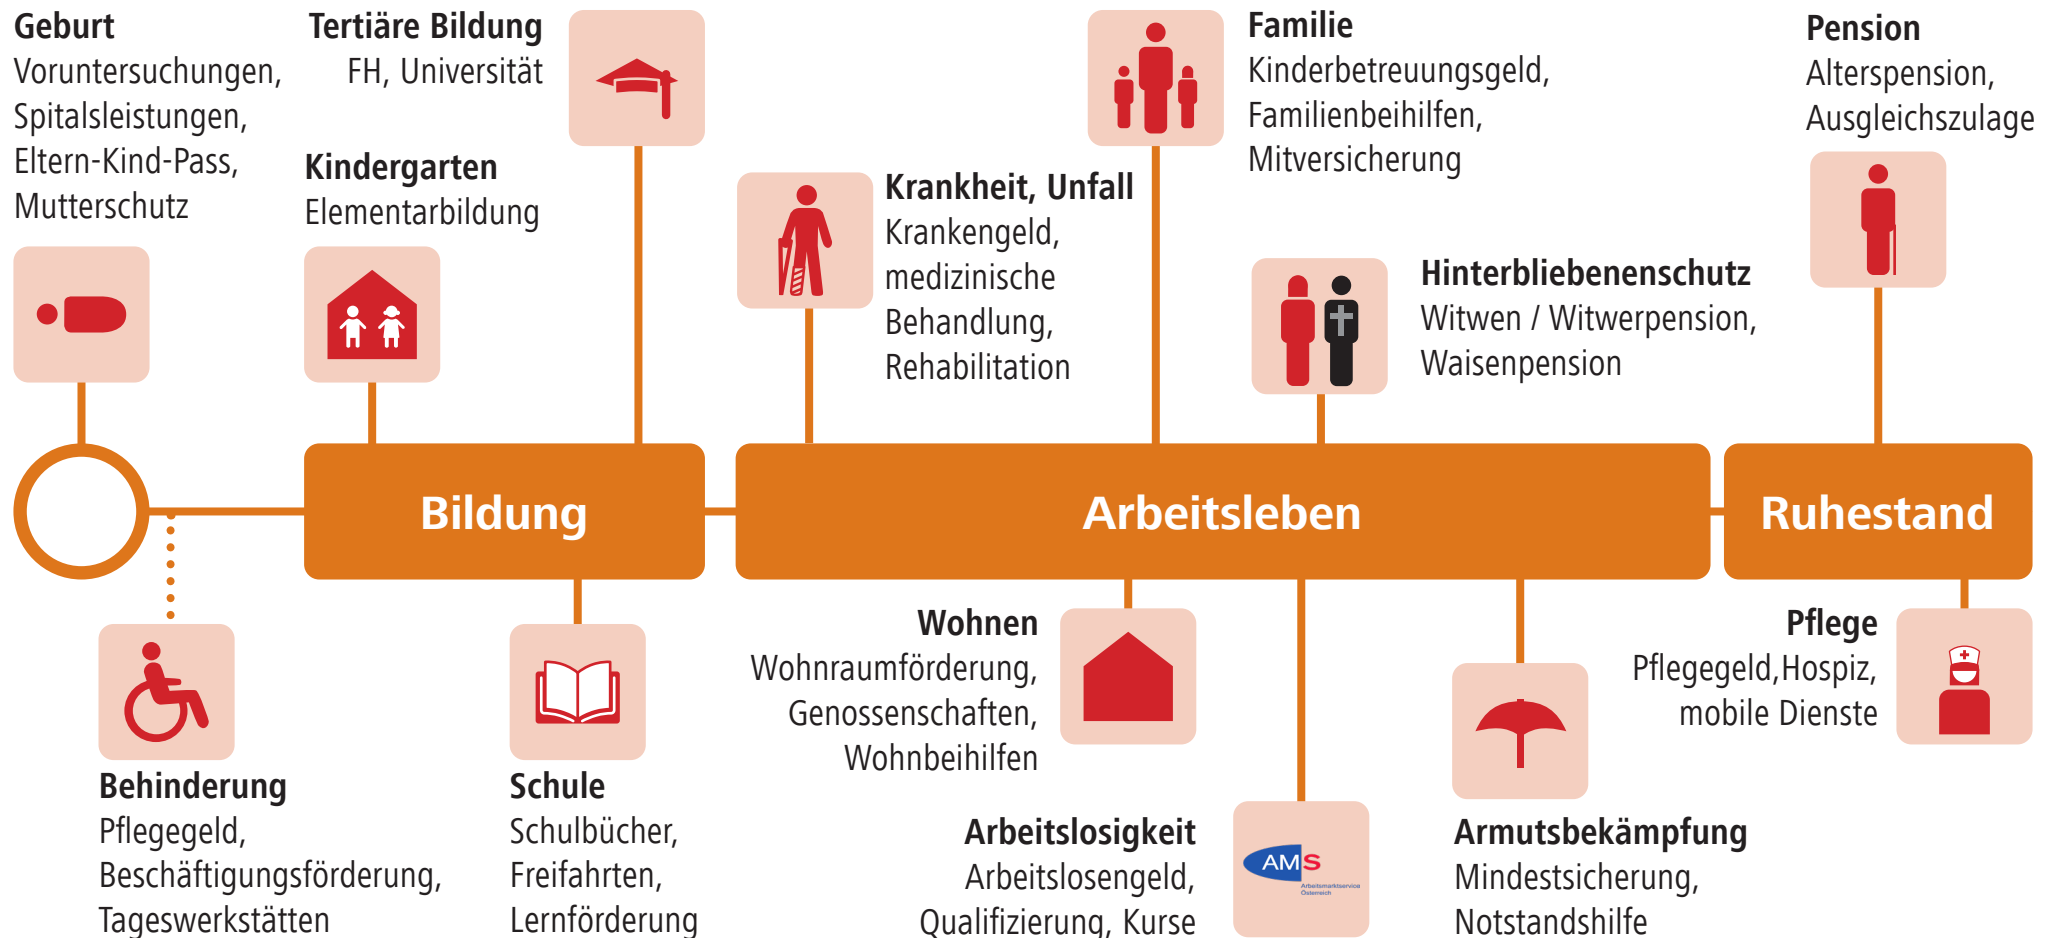 Geburt
Voruntersuchungen,
Spitalsleistungen,
Eltern-Kind-Pass,
Mutterschutz
Tertiäre Bildung
FH, Universität
Kindergarten
Elementarbildung
Krankheit, Unfall
Krankengeld,
medizinische
Behandlung,
Rehabilitation
Familie
Kinderbetreuungsgeld,
Familienbeihilfen,
Mitversicherung
Hinterbliebenenschutz
Witwen / Witwerpension,
Waisenpension
Pension
Alterspension,
Ausgleichszulage
Bildung
Arbeitsleben
Ruhestand
Behinderung
Pflegegeld,
Beschäftigungsförderung,
Tageswerkstätten
Schule
Schulbücher,
Freifahrten,
Lernförderung
Wohnen
Wohnraumförderung,
Genossenschaften,
Wohnbeihilfen
Arbeitslosigkeit
Arbeitslosengeld,
Qualifizierung, Kurse
AMS
Arbeitsmarktservice
Österreich
Armutsbekämpfung
Mindestsicherung,
Notstandshilfe
Pflege
Pflegegeld,Hospiz,
mobile Dienste